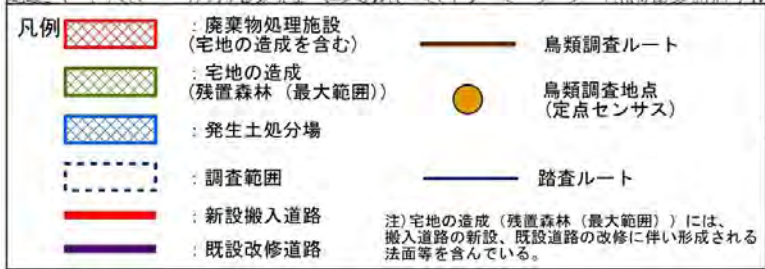 凡例
:廃棄物処理施設
(宅地の造成を含む)
:宅地の造成
(残置森林（最大範囲）)
:発生土処分場
:調査範囲
:新設搬入道路
:既設改修道路
鳥類調査ルート
鳥類調査地点
(定点センサス)
踏査ルート
注)宅地の造成（残置森林（最大範囲））には、
搬入道路の新設、既設道路の改修に伴い形成される
法面等を含んでいる。